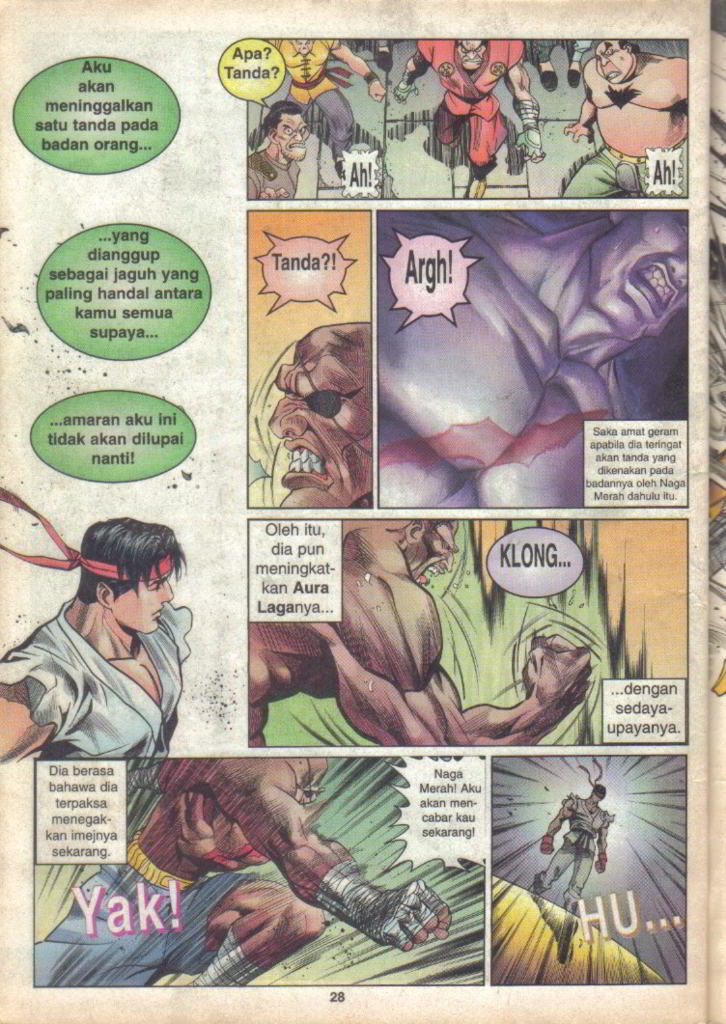 Aku
akan
meninggalkan
satu tanda pada
badan orang...
Apa?
Tanda?
Ah!
Ah!
...yang
dianggup
sebagai jaguh yang
paling handal antara
kamu semua
supaya...
Tanda?!
Argh!
Saka amat geram
apabila dia teringat
akan tanda yang
dikenakan pada
badannya oleh Naga
Merah dahulu itu.
...amaran aku ini
tidak akan dilupai
nanti!
Oleh itu,
dia pun
meningkat-
kan Aura
Laganya...
KLONG...
...dengan
sedaya-
upayanya.
Dia berasa
bahawa dia
terpaksa
menegak-
kan imejnya
sekarang.
Naga
Merah! Aku
akan men-
cabar kau
sekarang!
Yak!
HU...
28